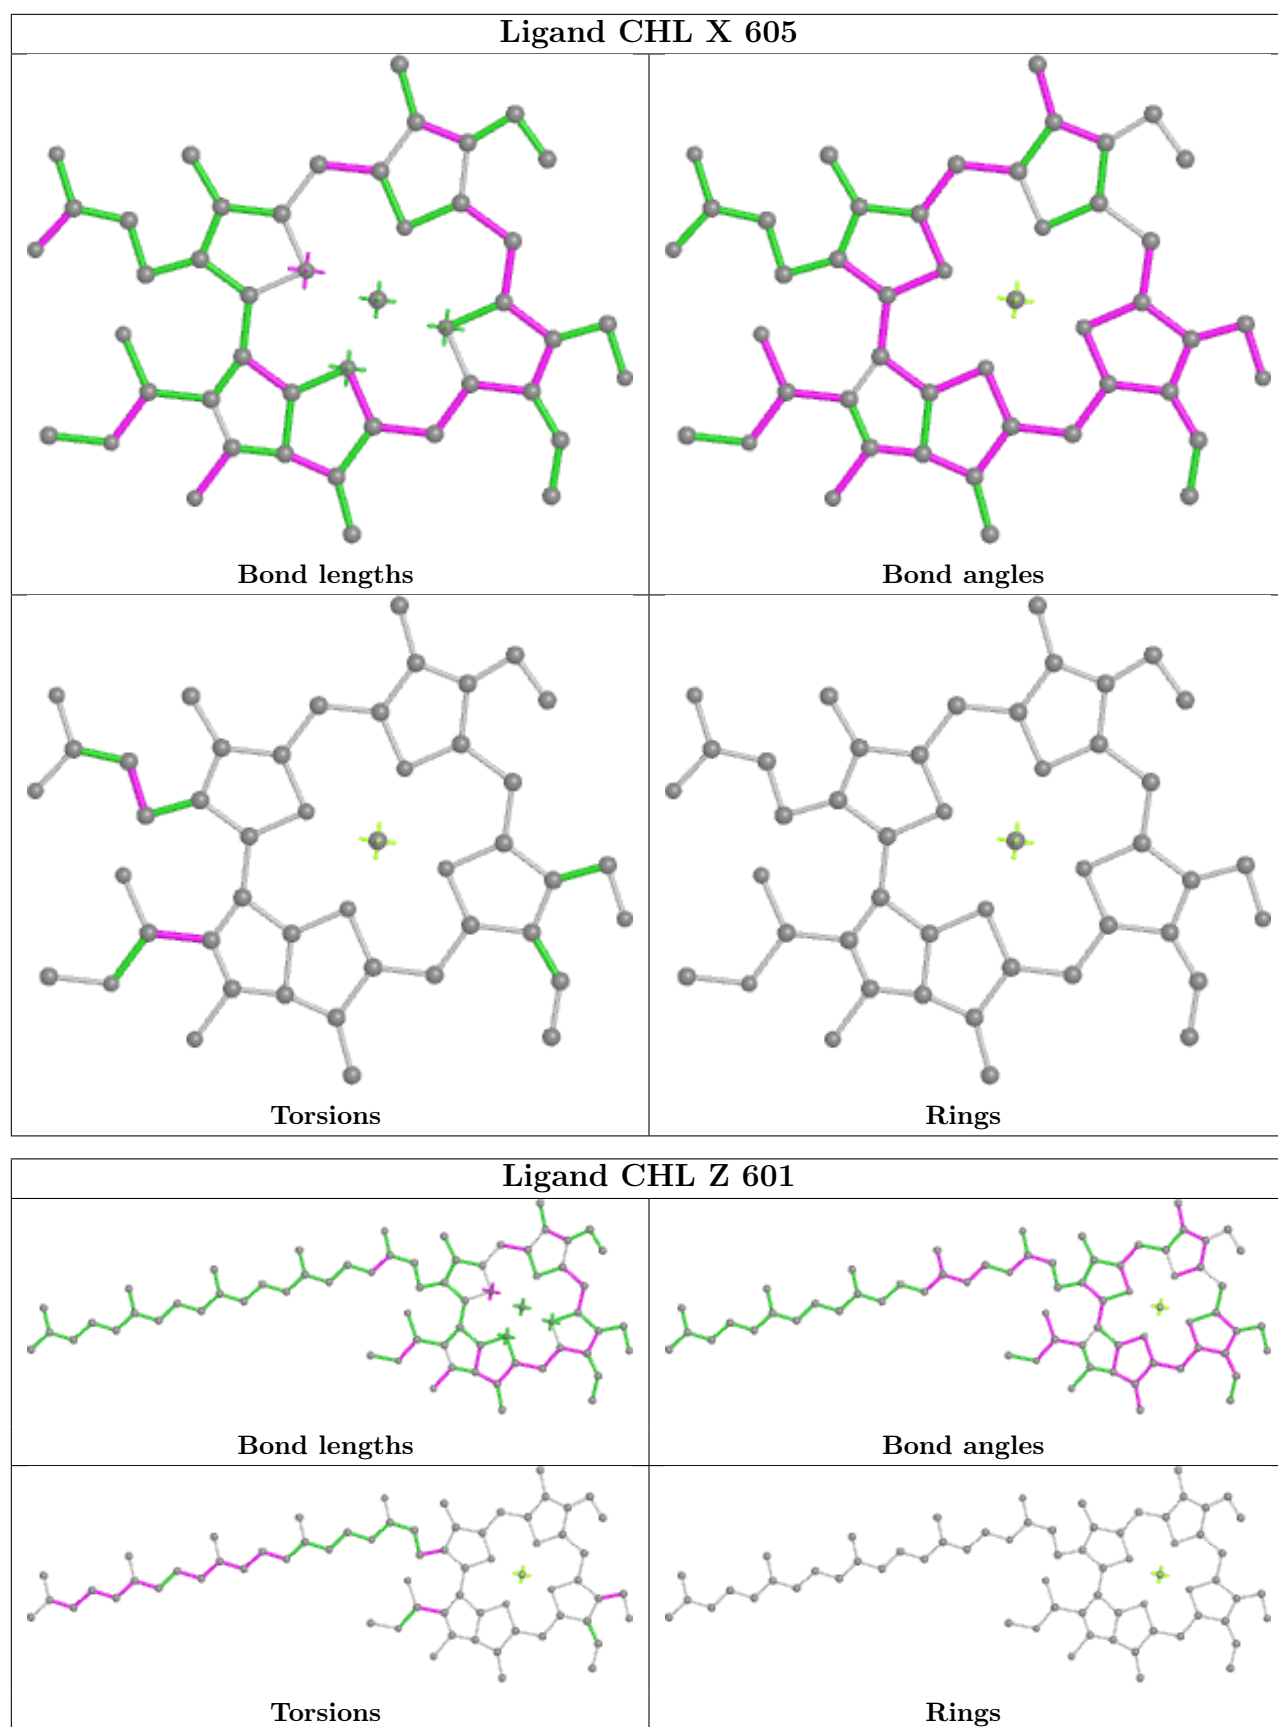 Ligand CHL X 605
Bond lengths
Bond angles
Torsions
Rings
Ligand CHL Z 601
Bond lengths
Bond angles
Torsions
Rings